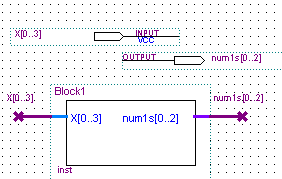 X[0..3] INPUT
VCC
OUTPUT num1s[0..2]
Block1
X[0..3] num1s[0..2]
X[0..3] num1s[0..2]
inst